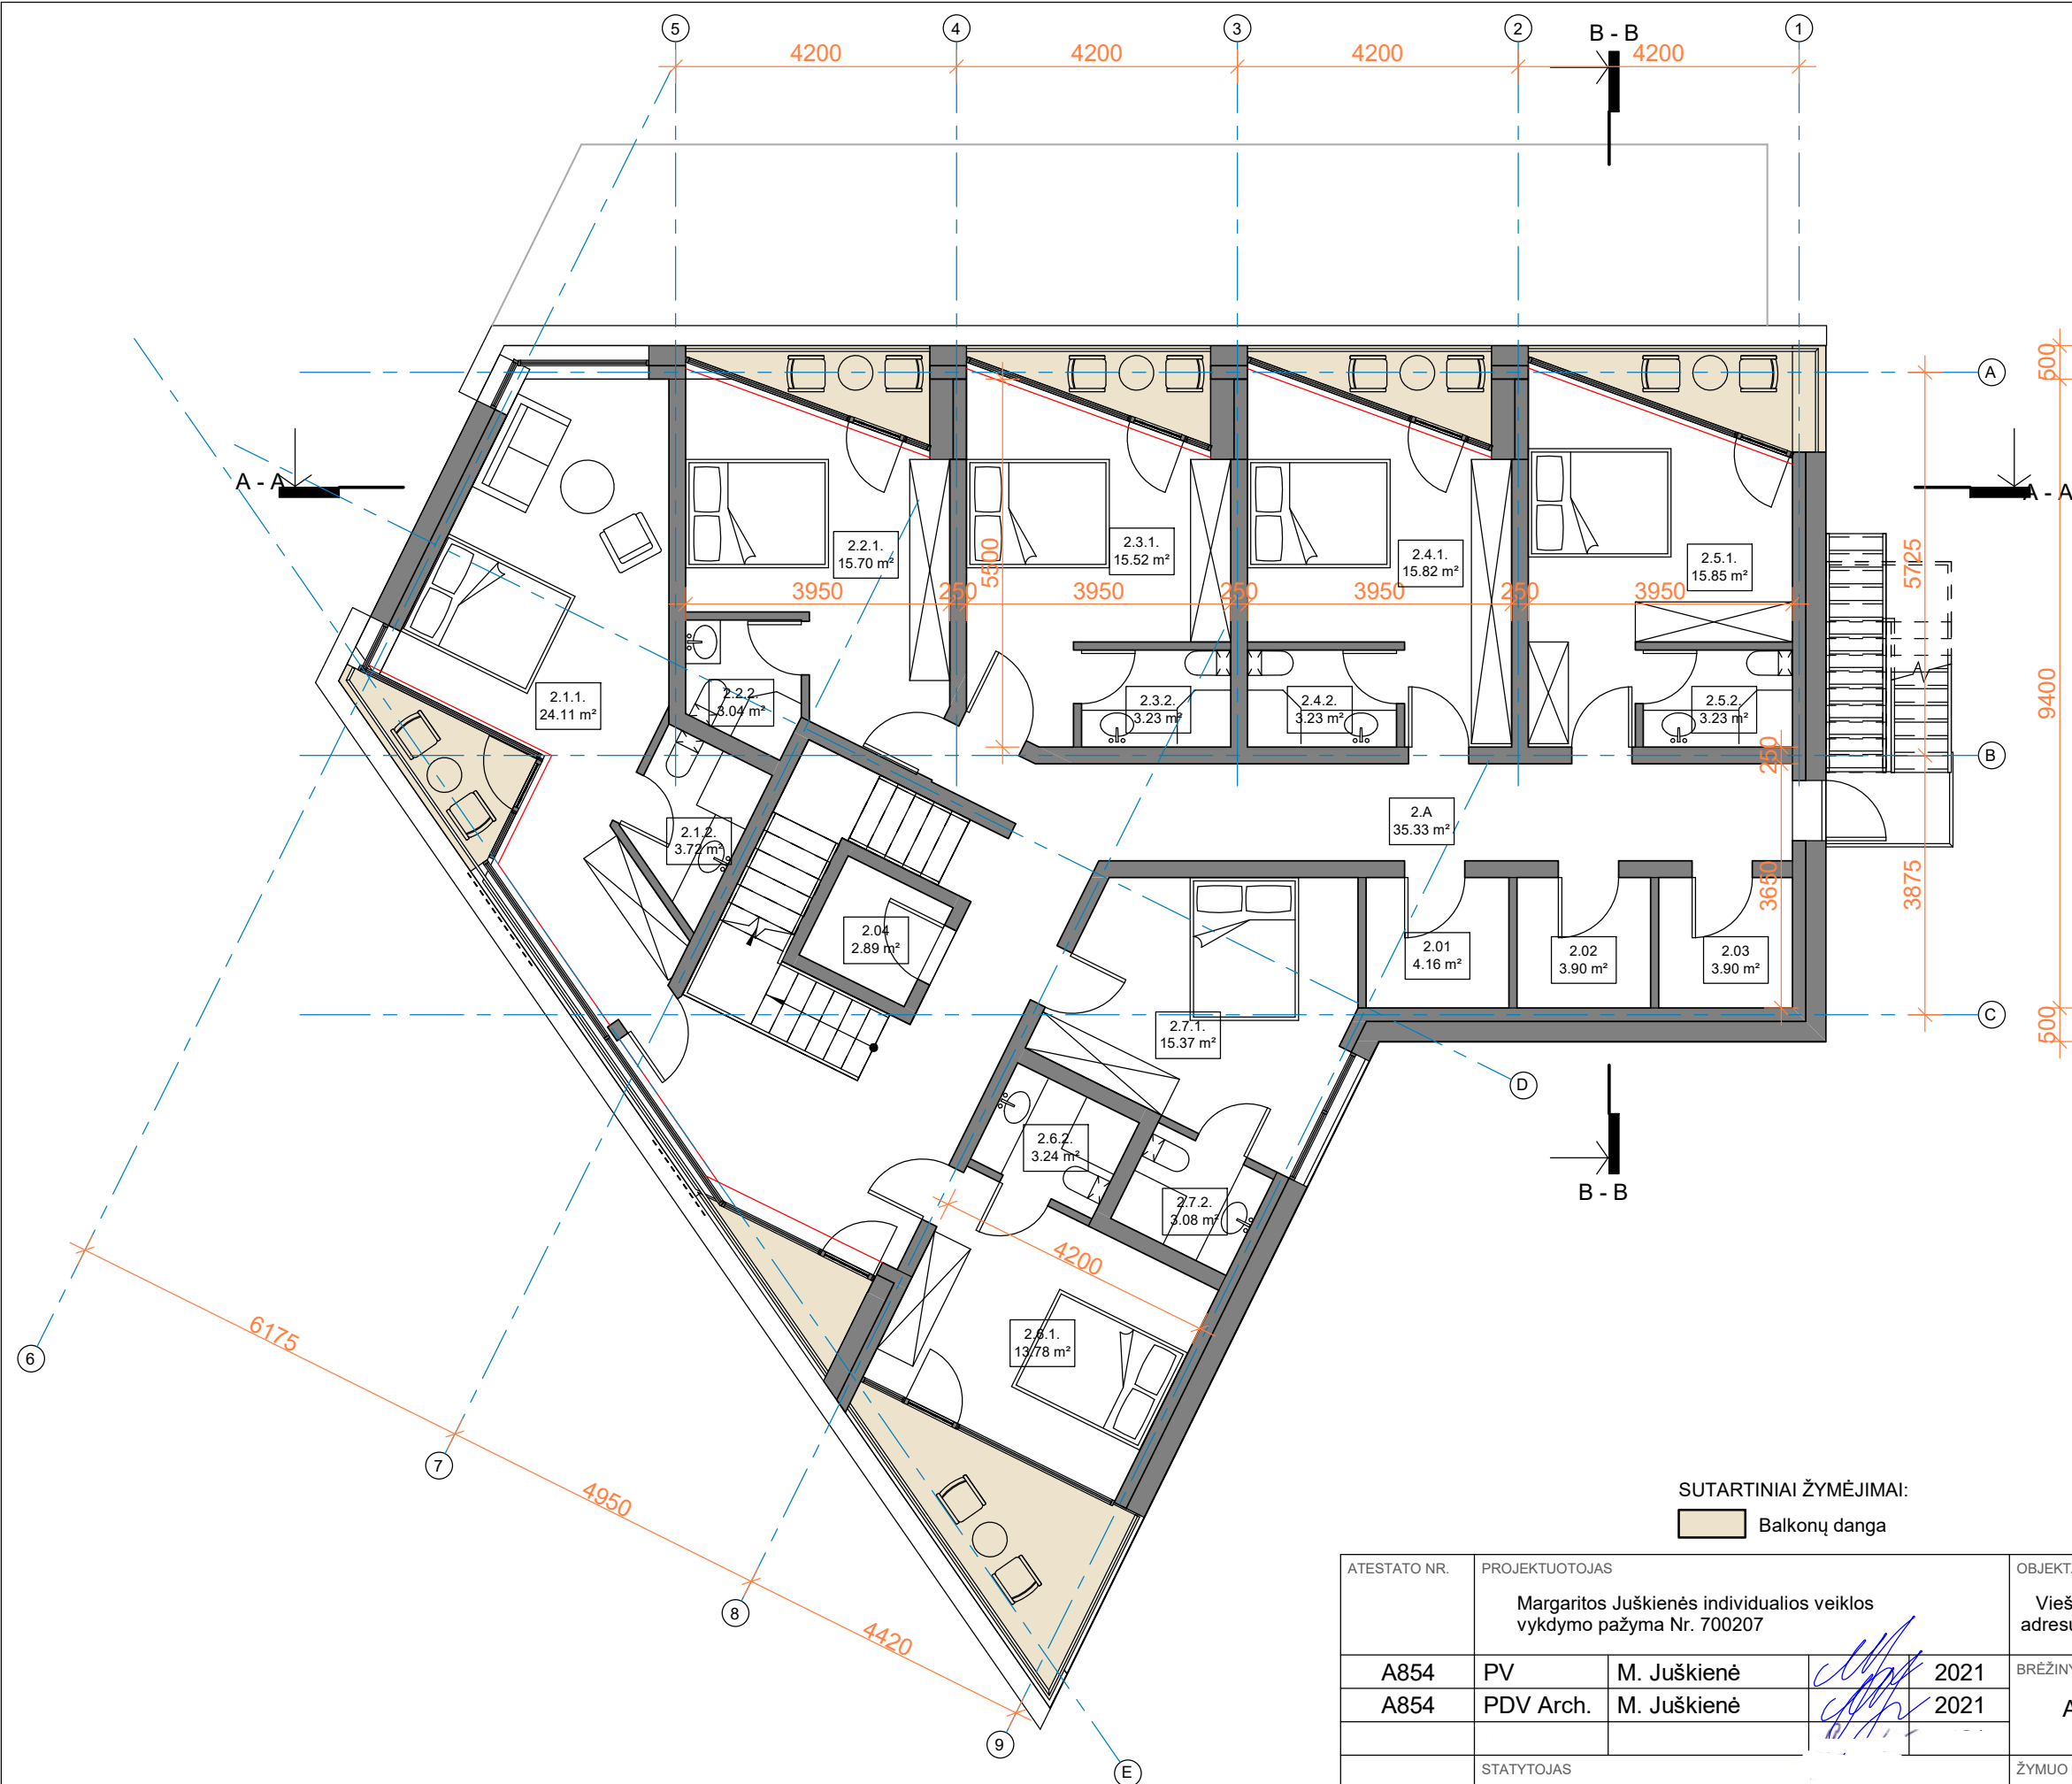 5
4
3
2
1
B - B
4200
4200
4200
4200
A
500
A - A
A - A
2.2.1.
15.70 m²
2.3.1.
15.52 m²
2.4.1.
15.82 m²
2.5.1.
15.85 m²
5500
5725
3950
250
3950
250
3950
250
3950
2.1.1.
24.11 m²
2.2.2.
3.04 m²
2.3.2.
3.23 m²
2.4.2.
3.23 m²
2.5.2.
3.23 m²
9400
250
B
2.A
35.33 m²
2.1.2.
3.72 m²
3650
3875
2.04
2.89 m²
2.01
4.16 m²
2.02
3.90 m²
2.03
3.90 m²
C
500
2.7.1.
15.37 m²
D
2.6.2.
3.24 m²
2.7.2.
3.08 m²
B - B
4200
6175
2.6.1.
13.78 m²
6
7
4950
8
4420
9
E
SUTARTINIAI ŽYMĖJIMAI:
Balkonų danga
ATESTATO NR.
PROJEKTUOTOJAS
OBJEKT
Margaritos Juškienės individualios veiklos
vykdymo pažyma Nr. 700207
Vieš
adresu
A854 PV M. Juškienė 2021
BRĖŽINY
A854 PDV Arch. M. Juškienė 2021
A
STATYTOJAS
ŽYMUO